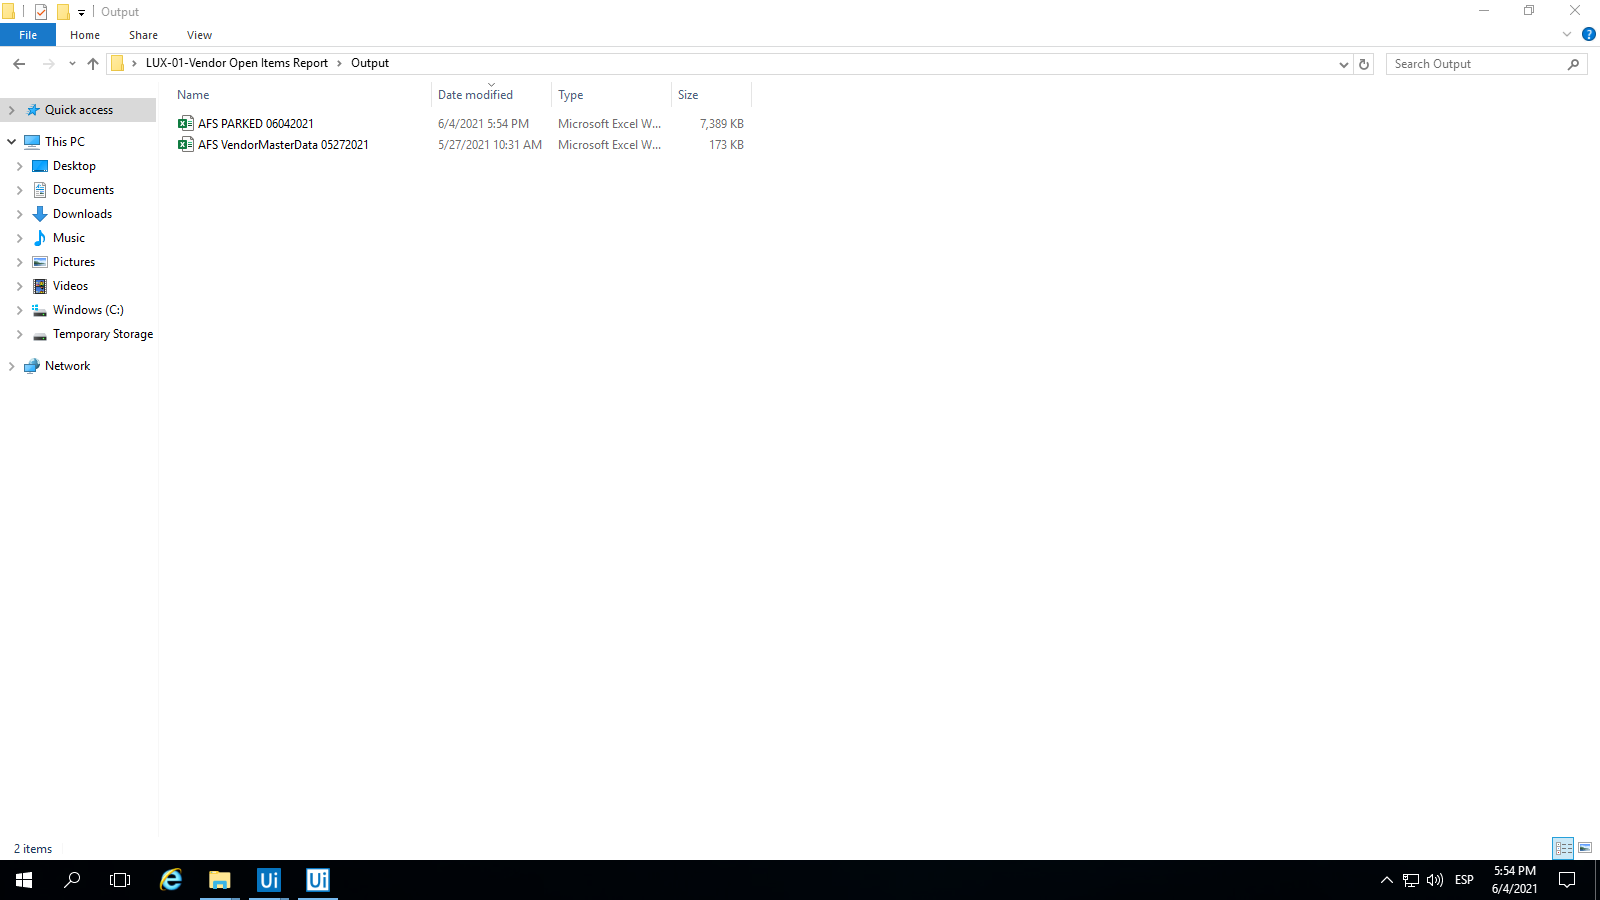 Output
File Home Share View
LUX-01-Vendor Open Items Report Output
Search Output
Name Date modified Type Size
AFS PARKED 06042021 6/4/2021 5:54 PM Microsoft Excel W... 7,389 KB
AFS VendorMasterData 05272021 5/27/2021 10:31 AM Microsoft Excel W... 173 KB
Quick access
This PC
Desktop
Documents
Downloads
Music
Pictures
Videos
Windows (C:)
Temporary Storage
Network
2 items
Ui
Ui
ESP
5:54 PM
6/4/2021